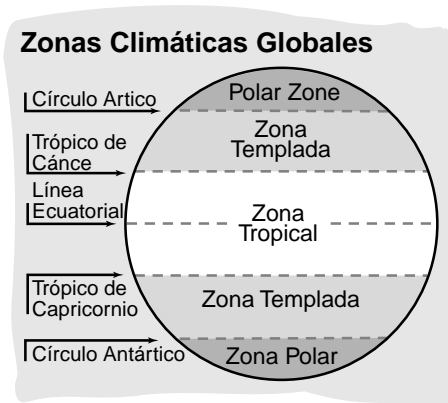 Zonas Climáticas Globales
Círculo Artico
Polar Zone
Trópico de
Cánce
Zona
Templada
Línea
Ecuatorial
Zona
Tropical
Trópico de
Capricornio
Zona Templada
Círculo Antártico
Zona Polar